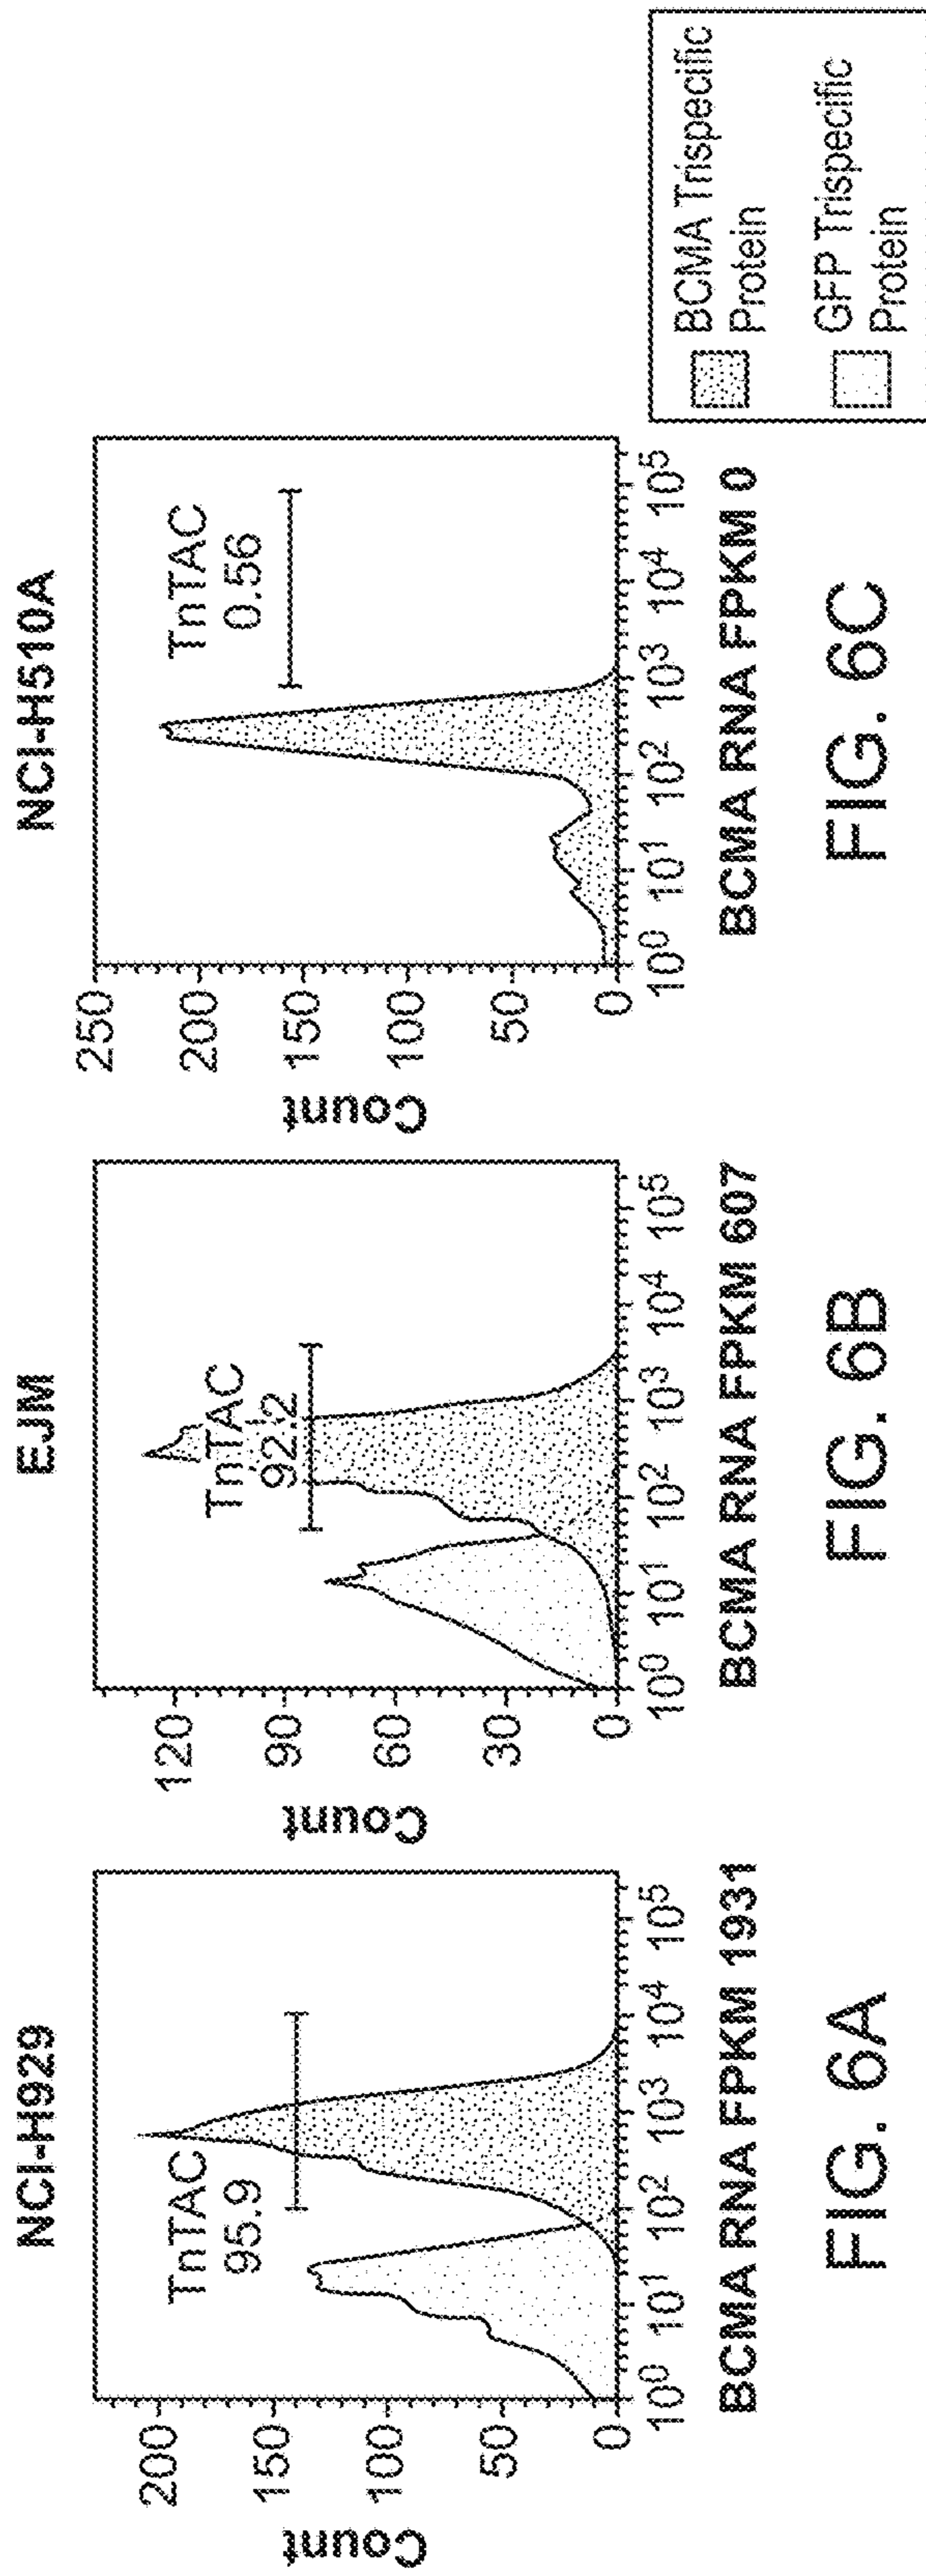 NCI-H929
TnTAC
95.9
Count
200
150
100
50
0
10⁰ 10¹ 10² 10³ 10⁴ 10⁵
BCMA RNA FPKM 1931
FIG. 6A
EJM
TnTAC
92.2
Count
120
90
60
30
0
10⁰ 10¹ 10² 10³ 10⁴ 10⁵
BCMA RNA FPKM 607
FIG. 6B
NCI-H510A
TnTAC
0.56
Count
250
200
150
100
50
0
10⁰ 10¹ 10² 10³ 10⁴ 10⁵
BCMA RNA FPKM 0
FIG. 6C
BCMA Trispecific
Protein
GFP Trispecific
Protein